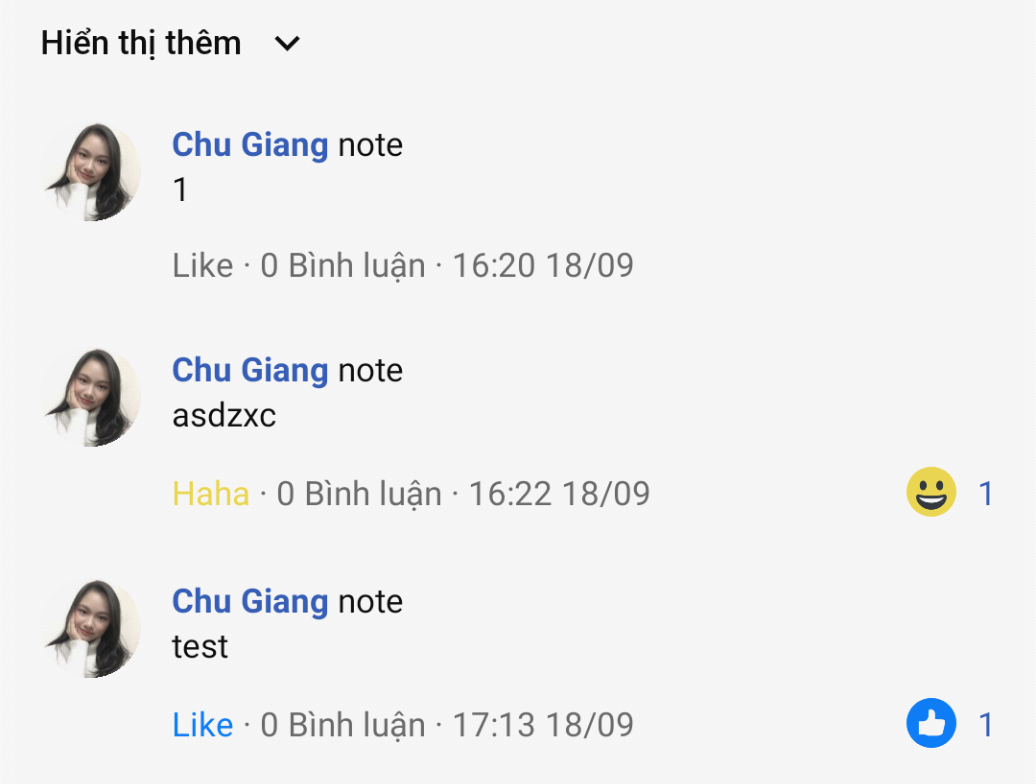 Hiển thị thêm
Chu Giang note
1
Like · 0 Bình luận · 16:20 18/09
Chu Giang note
asdzxc
Haha · 0 Bình luận · 16:22 18/09 1
Chu Giang note
test
Like · 0 Bình luận · 17:13 18/09 1